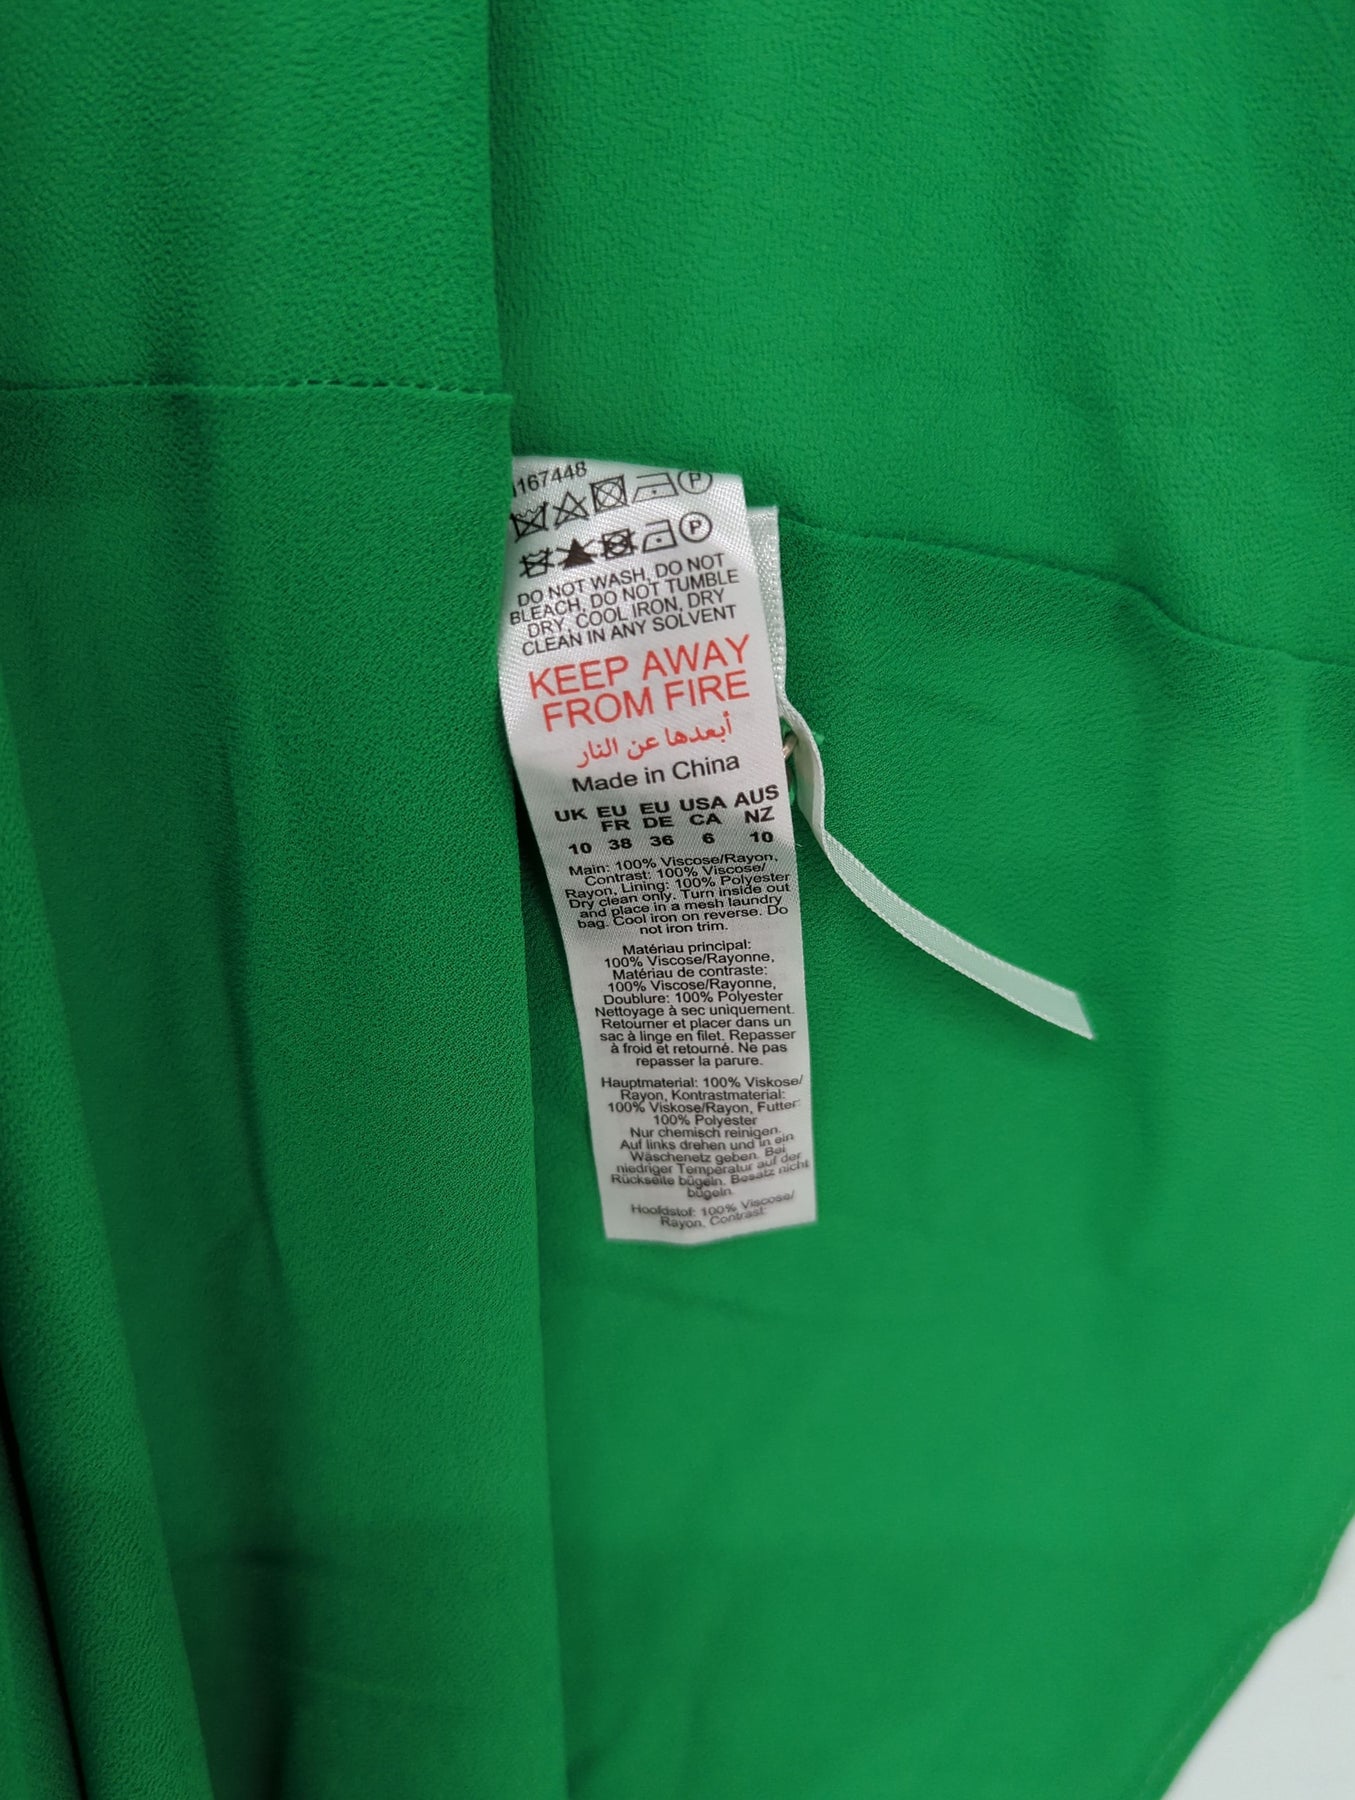 167448
P
P
DO NOT WASH, DO NOT
BLEACH, DO NOT TUMBLE
DRY, COOL IRON, DRY
CLEAN IN ANY SOLVENT
KEEP AWAY
FROM FIRE
أبعدها عن النار
Made in China
UK EU EU USA AUS
FR DE CA NZ
10 38 36 6 10
Main: 100% Viscose/Rayon,
Contrast: 100% Viscose/
Rayon, Lining: 100% Polyester
Dry clean only. Turn inside out
and place in a mesh laundry
bag. Cool iron on reverse. Do
not iron trim.
Matériau principal:
100% Viscose/Rayonne,
Matériau de contraste:
100% Viscose/Rayonne,
Doublure: 100% Polyester
Nettoyage à sec uniquement.
Retourner et placer dans un
sac à linge en filet. Repasser
à froid et retourné. Ne pas
repasser la parure.
Hauptmaterial: 100% Viskose/
Rayon, Kontrastmaterial:
100% Viskose/Rayon, Futter:
100% Polyester
Nur chemisch reinigen.
Auf links drehen und in ein
Wäschenetz geben. Bei
niedriger Temperatur auf der
Rückseite bügeln. Besatz nicht
bügeln.
Hoofdstof: 100% Viscose/
Rayon, Contrast: